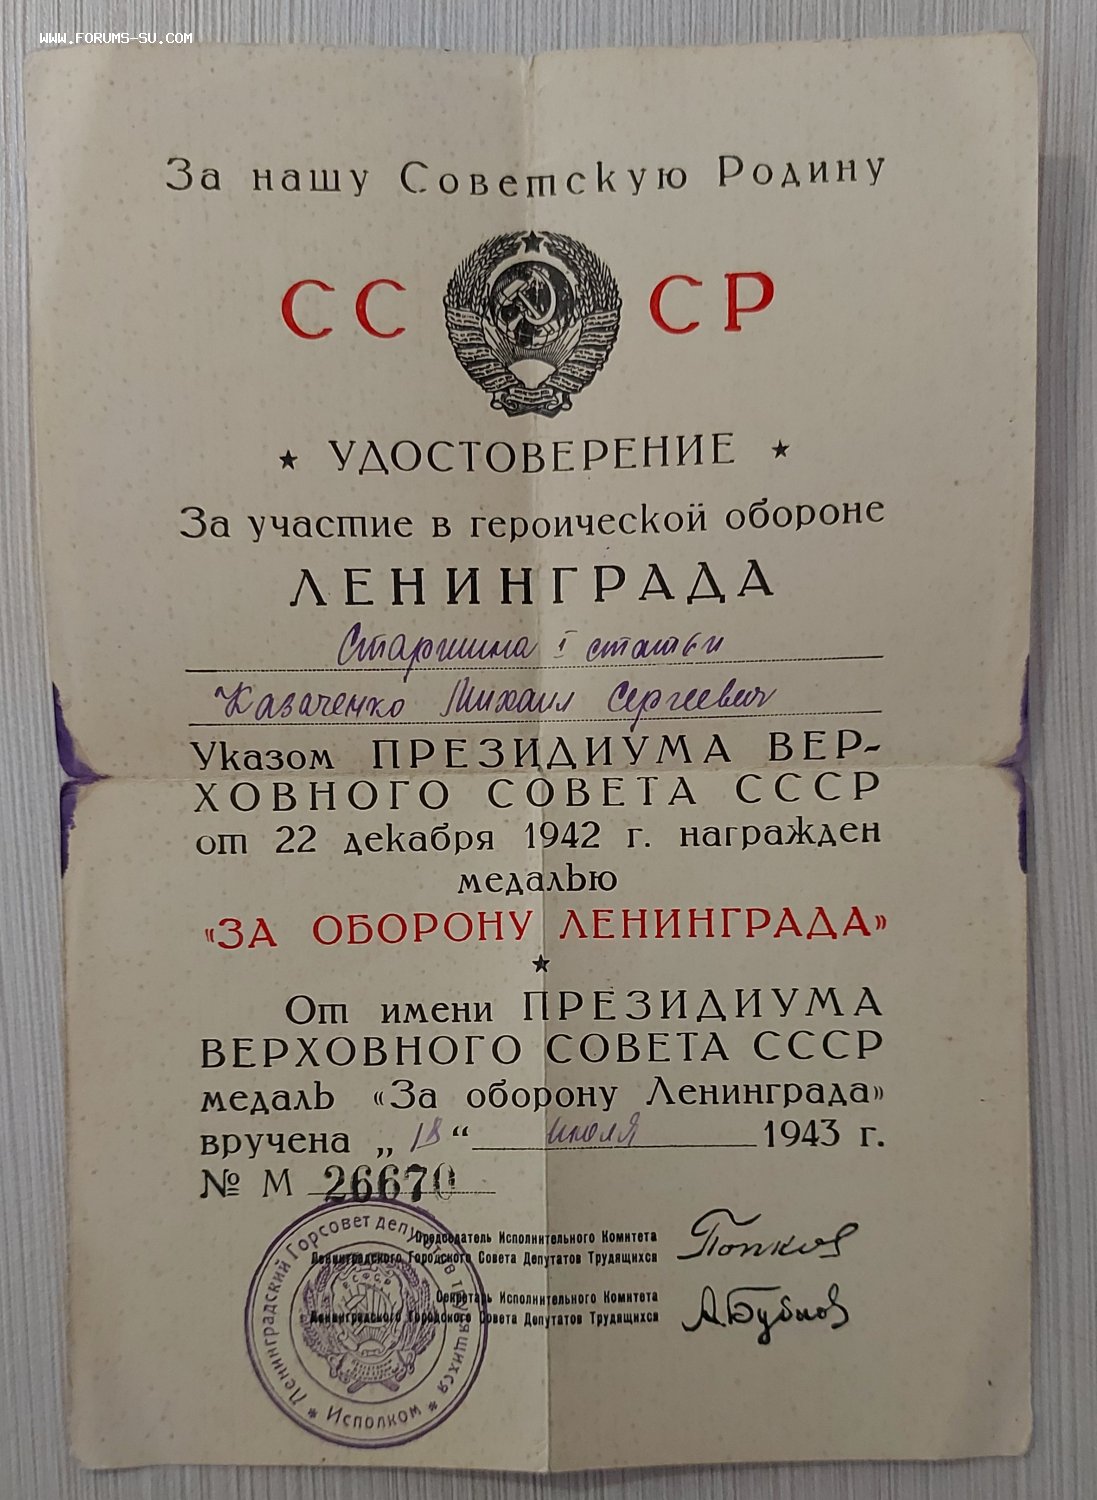 WWW.FORUMS-SU.COM
За нашу Советскую Родину
СС СР
★ УДОСТОВЕРЕНИЕ ★
За участие в героической обороне
ЛЕНИНГРАДА
Старшина I статьи
Казаченко Михаил Сергеевич
Указом ПРЕЗИДИУМА ВЕР-
ХОВНОГО СОВЕТА СССР
от 22 декабря 1942 г. награжден
медалью
«ЗА ОБОРОНУ ЛЕНИНГРАДА»
★
От имени ПРЕЗИДИУМА
ВЕРХОВНОГО СОВЕТА СССР
медаль «За оборону Ленинграда»
вручена „18“ июля 1943 г.
№ М 26670
Председатель Исполнительного Комитета
Ленинградского Городского Совета Депутатов Трудящихся
Попков
Секретарь Исполнительного Комитета
Ленинградского Городского Совета Депутатов Трудящихся
А.Бубнов
Ленинградский Горсовет депутатов трудящихся
* Исполком *
РСФСР